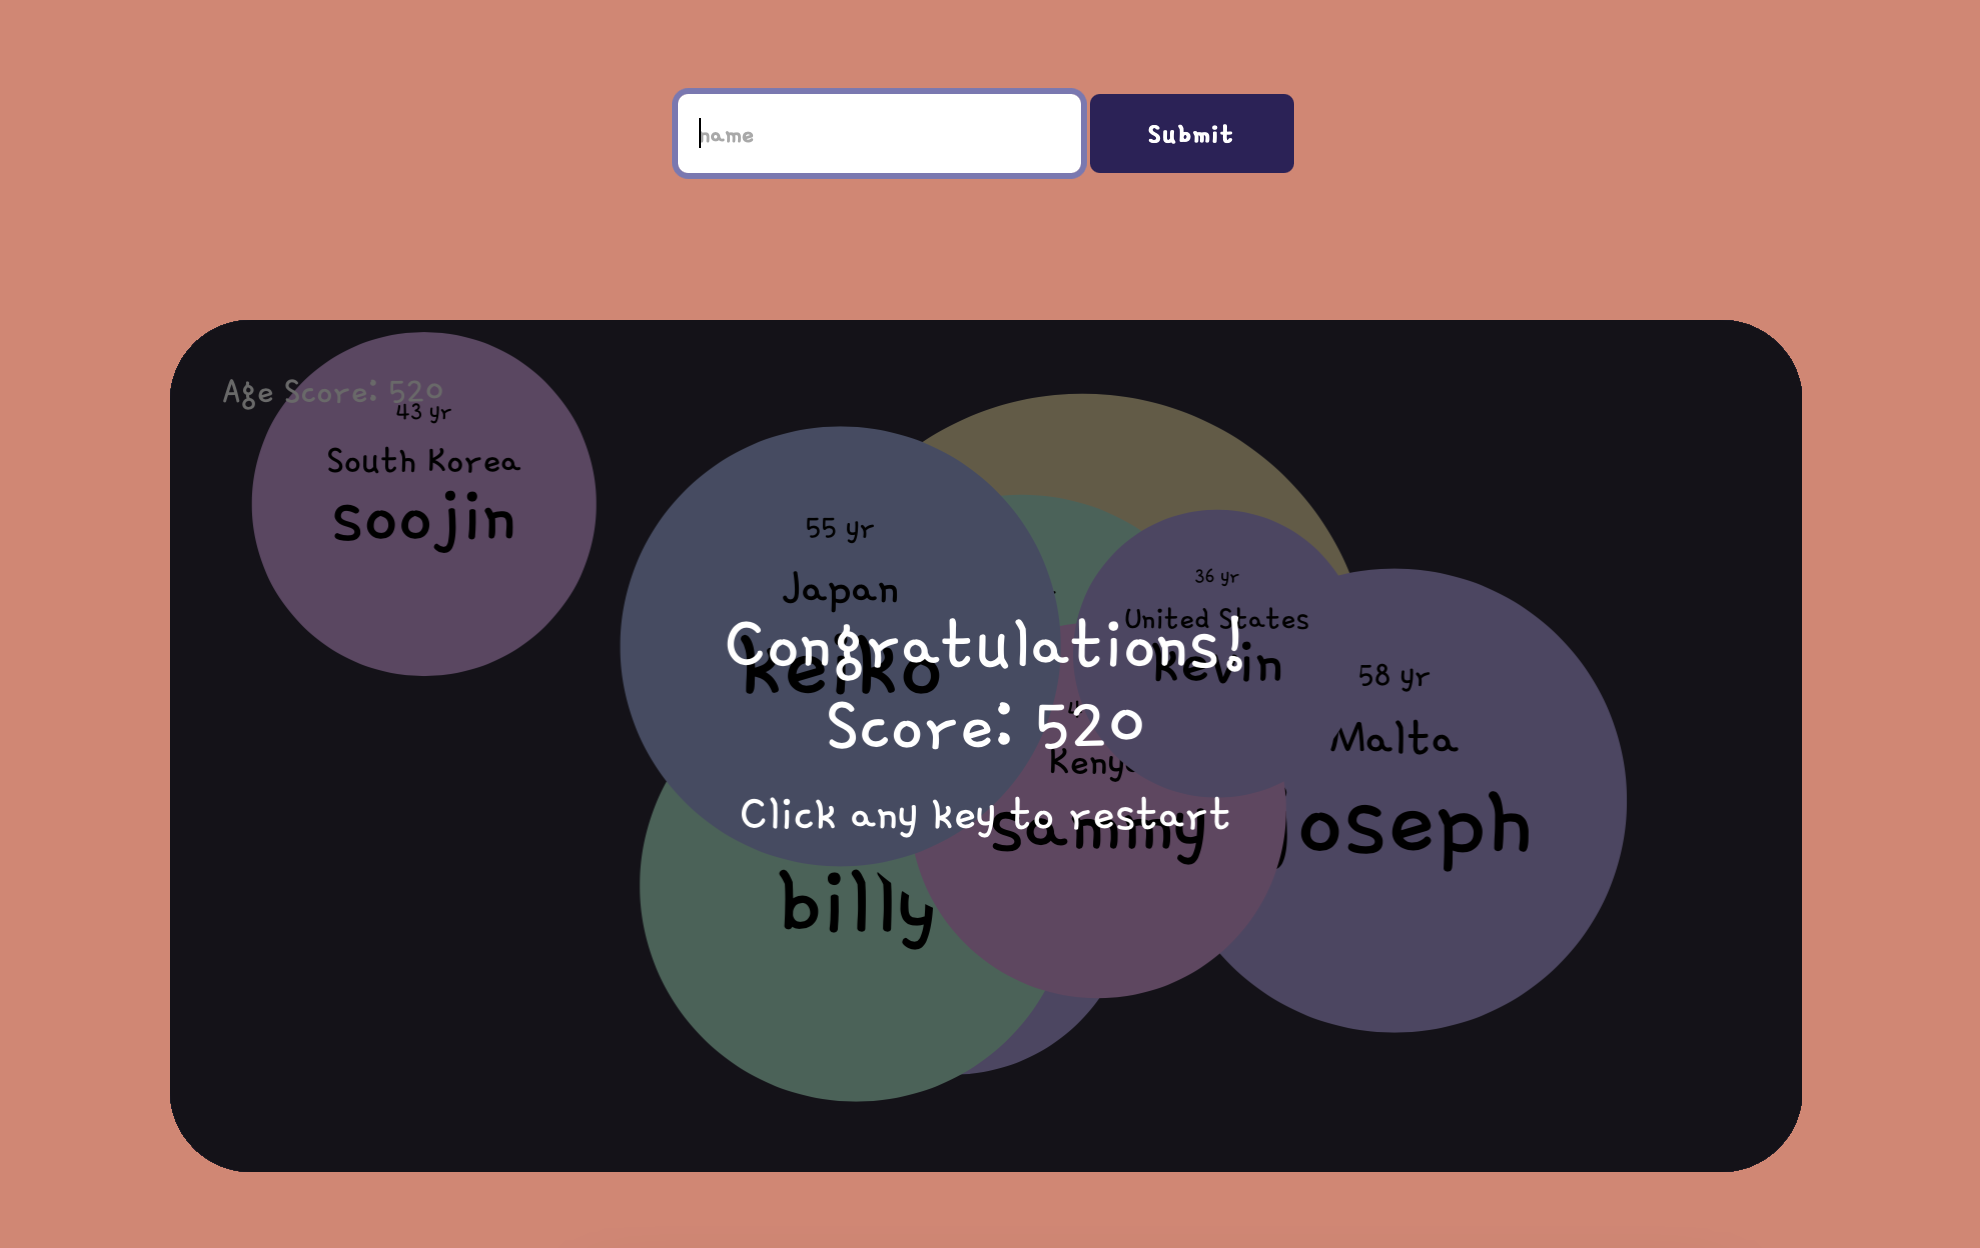 name
Submit
Age Score: 520
43 yr
South Korea
soojin
55 yr
Japan
keiko
36 yr
United States
kevin
Congratulations!
58 yr
Malta
joseph
Score: 520
sammy
Click any key to restart
billy